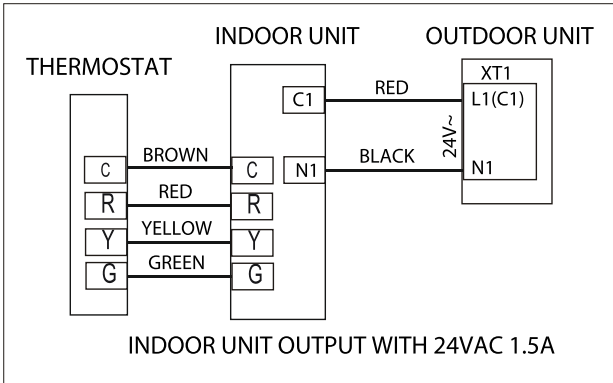 INDOOR UNIT
OUTDOOR UNIT
THERMOSTAT
XT1
C1
RED
L1(C1)
24V~
BROWN
C
C
N1
BLACK
N1
RED
R
R
YELLOW
Y
Y
GREEN
G
G
INDOOR UNIT OUTPUT WITH 24VAC 1.5A